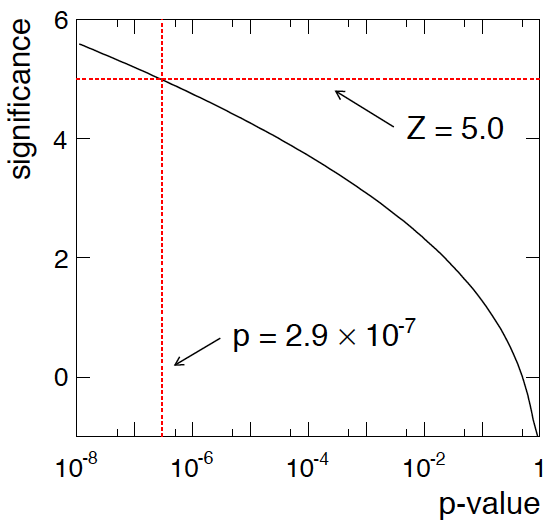 significance
6
4
2
0
Z = 5.0
p = 2.9 × 10⁻⁷
10⁻⁸ 10⁻⁶ 10⁻⁴ 10⁻² 1
p-value